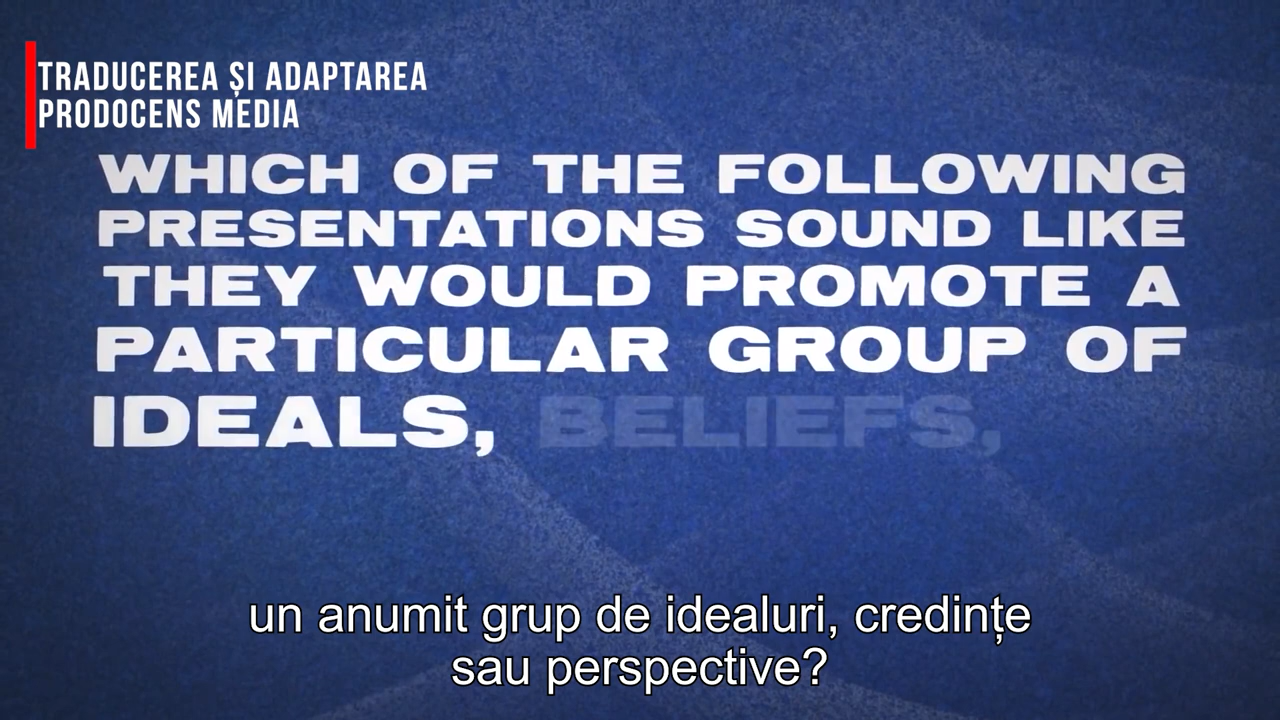 TRADUCEREA ȘI ADAPTAREA
PRODOCENS MEDIA
WHICH OF THE FOLLOWING
PRESENTATIONS SOUND LIKE
THEY WOULD PROMOTE A
PARTICULAR GROUP OF
IDEALS, BELIEFS,
un anumit grup de idealuri, credințe
sau perspective?